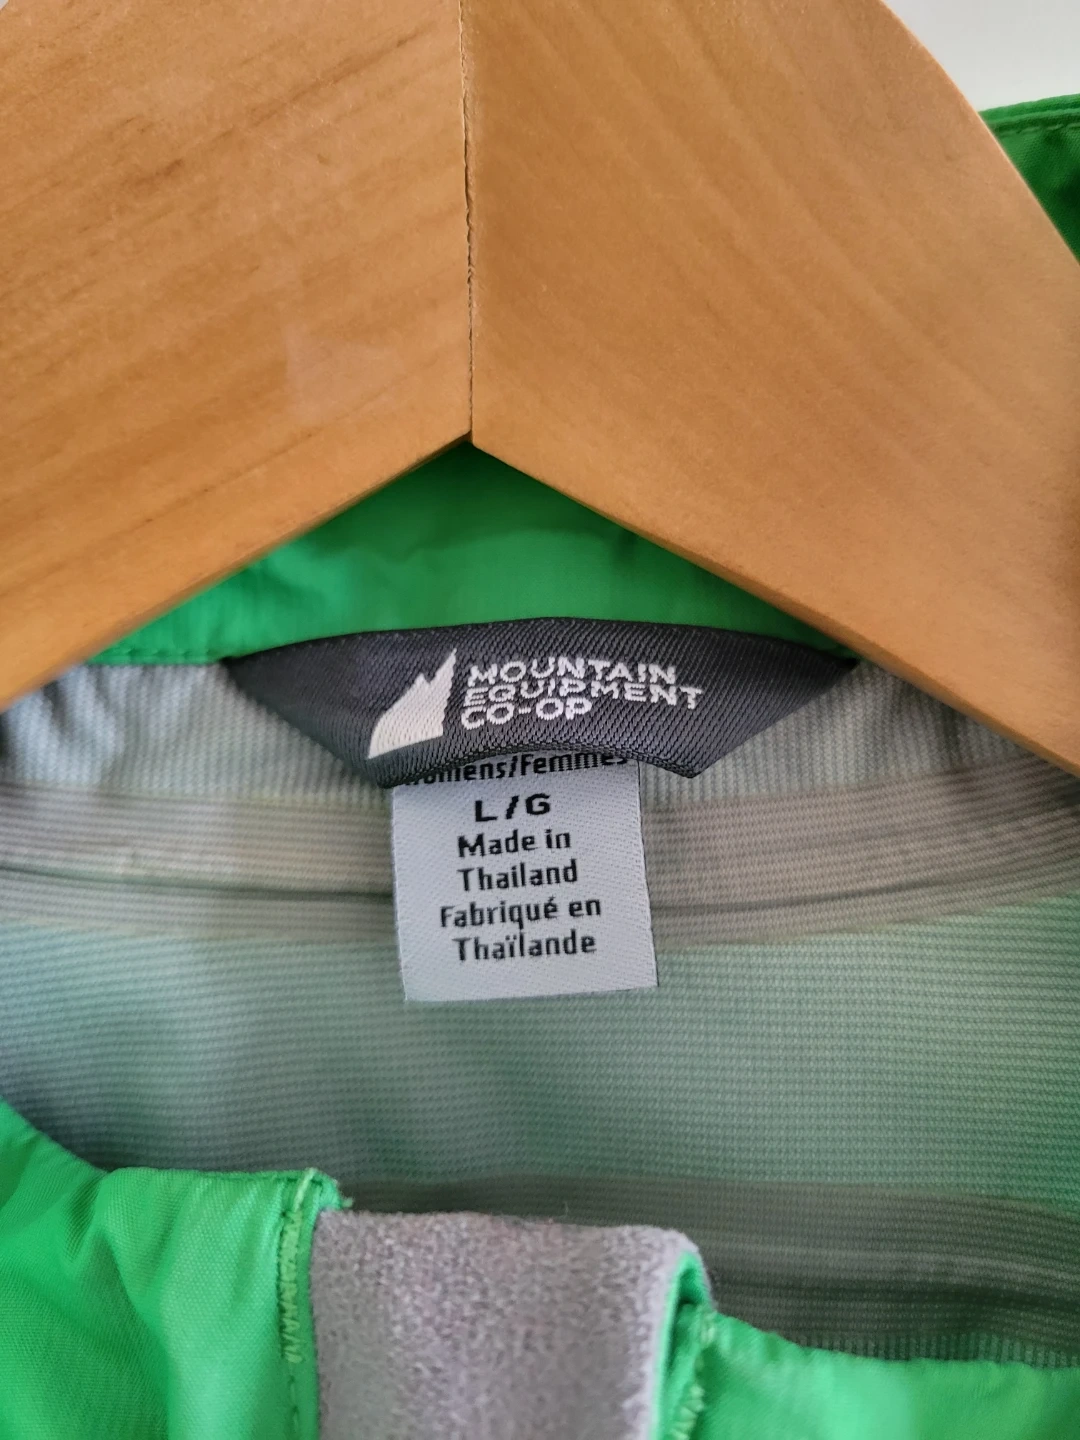 MOUNTAIN
EQUIPMENT
CO-OP
Womens/Femmes
L/G
Made in
Thailand
Fabriqué en
Thaïlande